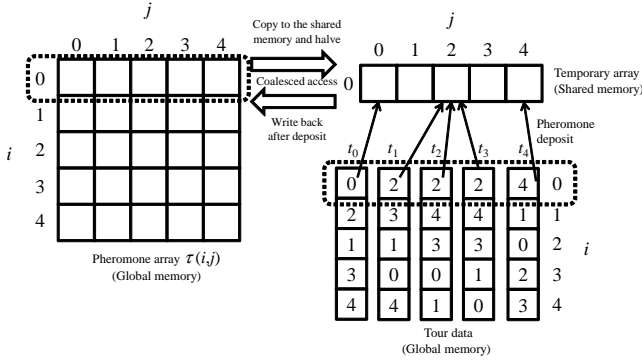 j
0 1 2 3 4
0
1
2
3
4
i
Pheromone array τ(i,j)
(Global memory)
Copy to the shared
memory and halve
Coalesced access
Write back
after deposit
j
0 1 2 3 4
0
Temporary array
(Shared memory)
Pheromone
deposit
t0 t1 t2 t3 t4
0 2 2 2 4 0
2 3 4 4 1 1
1 1 3 3 0 2
3 0 0 1 2 3
4 4 1 0 3 4
i
Tour data
(Global memory)